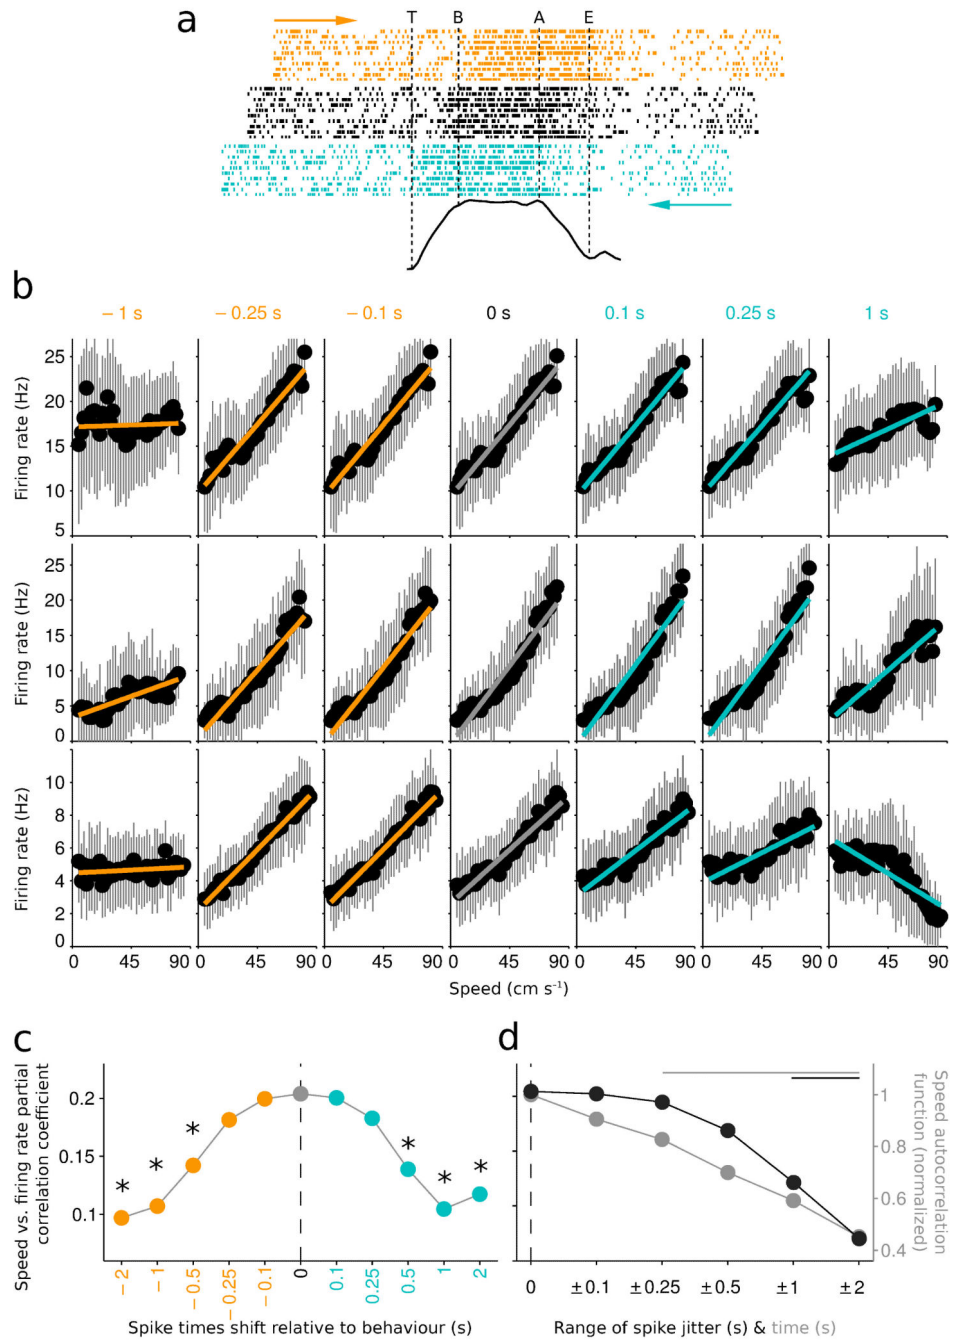 a
T B A E
b
– 1 s – 0.25 s – 0.1 s 0 s 0.1 s 0.25 s 1 s
Firing rate (Hz)
25
20
15
10
5
Firing rate (Hz)
25
20
15
10
5
0
Firing rate (Hz)
10
8
6
4
2
0
0 45 90 0 45 90 0 45 90 0 45 90 0 45 90 0 45 90 0 45 90
Speed (cm s⁻¹)
c
Speed vs. firing rate partial
correlation coefficient
0.2
0.15
0.1
* * * * * *
– 2 – 1 – 0.5 – 0.25 – 0.1 0 0.1 0.25 0.5 1 2
Spike times shift relative to behaviour (s)
d
1
0.8
0.6
0.4
Speed autocorrelation
function (normalized)
0 ± 0.1 ± 0.25 ± 0.5 ± 1 ± 2
Range of spike jitter (s) & time (s)